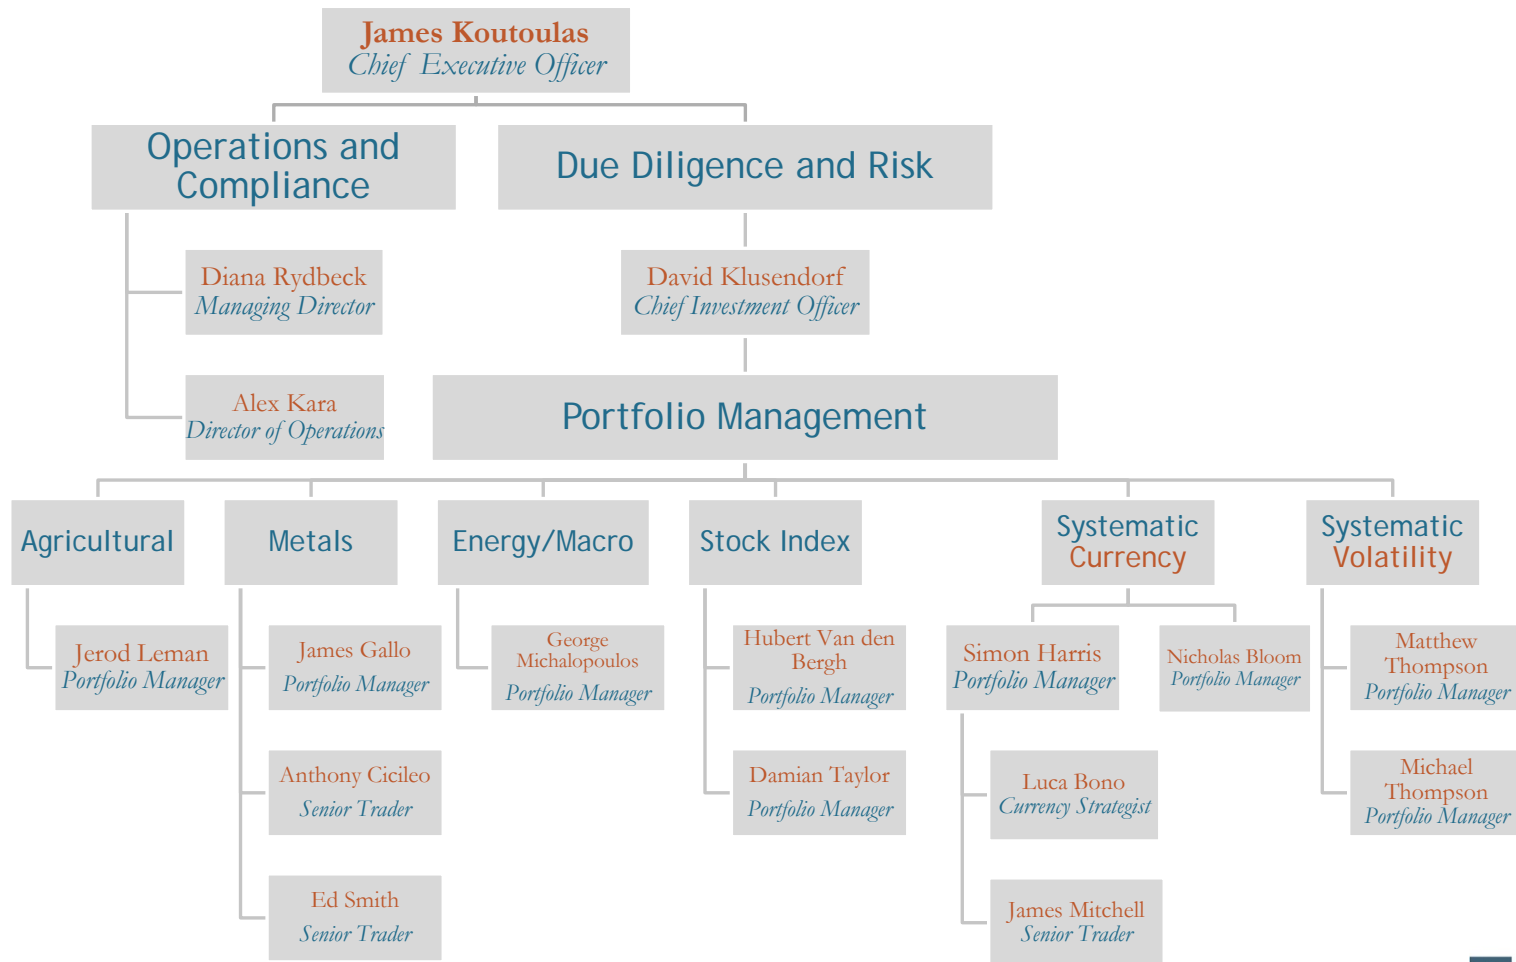 James Koutoulas
Chief Executive Officer
Operations and
Compliance
Due Diligence and Risk
Diana Rydbeck
Managing Director
David Klusendorf
Chief Investment Officer
Alex Kara
Director of Operations
Portfolio Management
Agricultural
Metals
Energy/Macro
Stock Index
Systematic
Currency
Systematic
Volatility
Jerod Leman
Portfolio Manager
James Gallo
Portfolio Manager
George
Michalopoulos
Portfolio Manager
Hubert Van den
Bergh
Portfolio Manager
Simon Harris
Portfolio Manager
Nicholas Bloom
Portfolio Manager
Matthew
Thompson
Portfolio Manager
Anthony Cicileo
Senior Trader
Damian Taylor
Portfolio Manager
Luca Bono
Currency Strategist
Michael
Thompson
Portfolio Manager
Ed Smith
Senior Trader
James Mitchell
Senior Trader